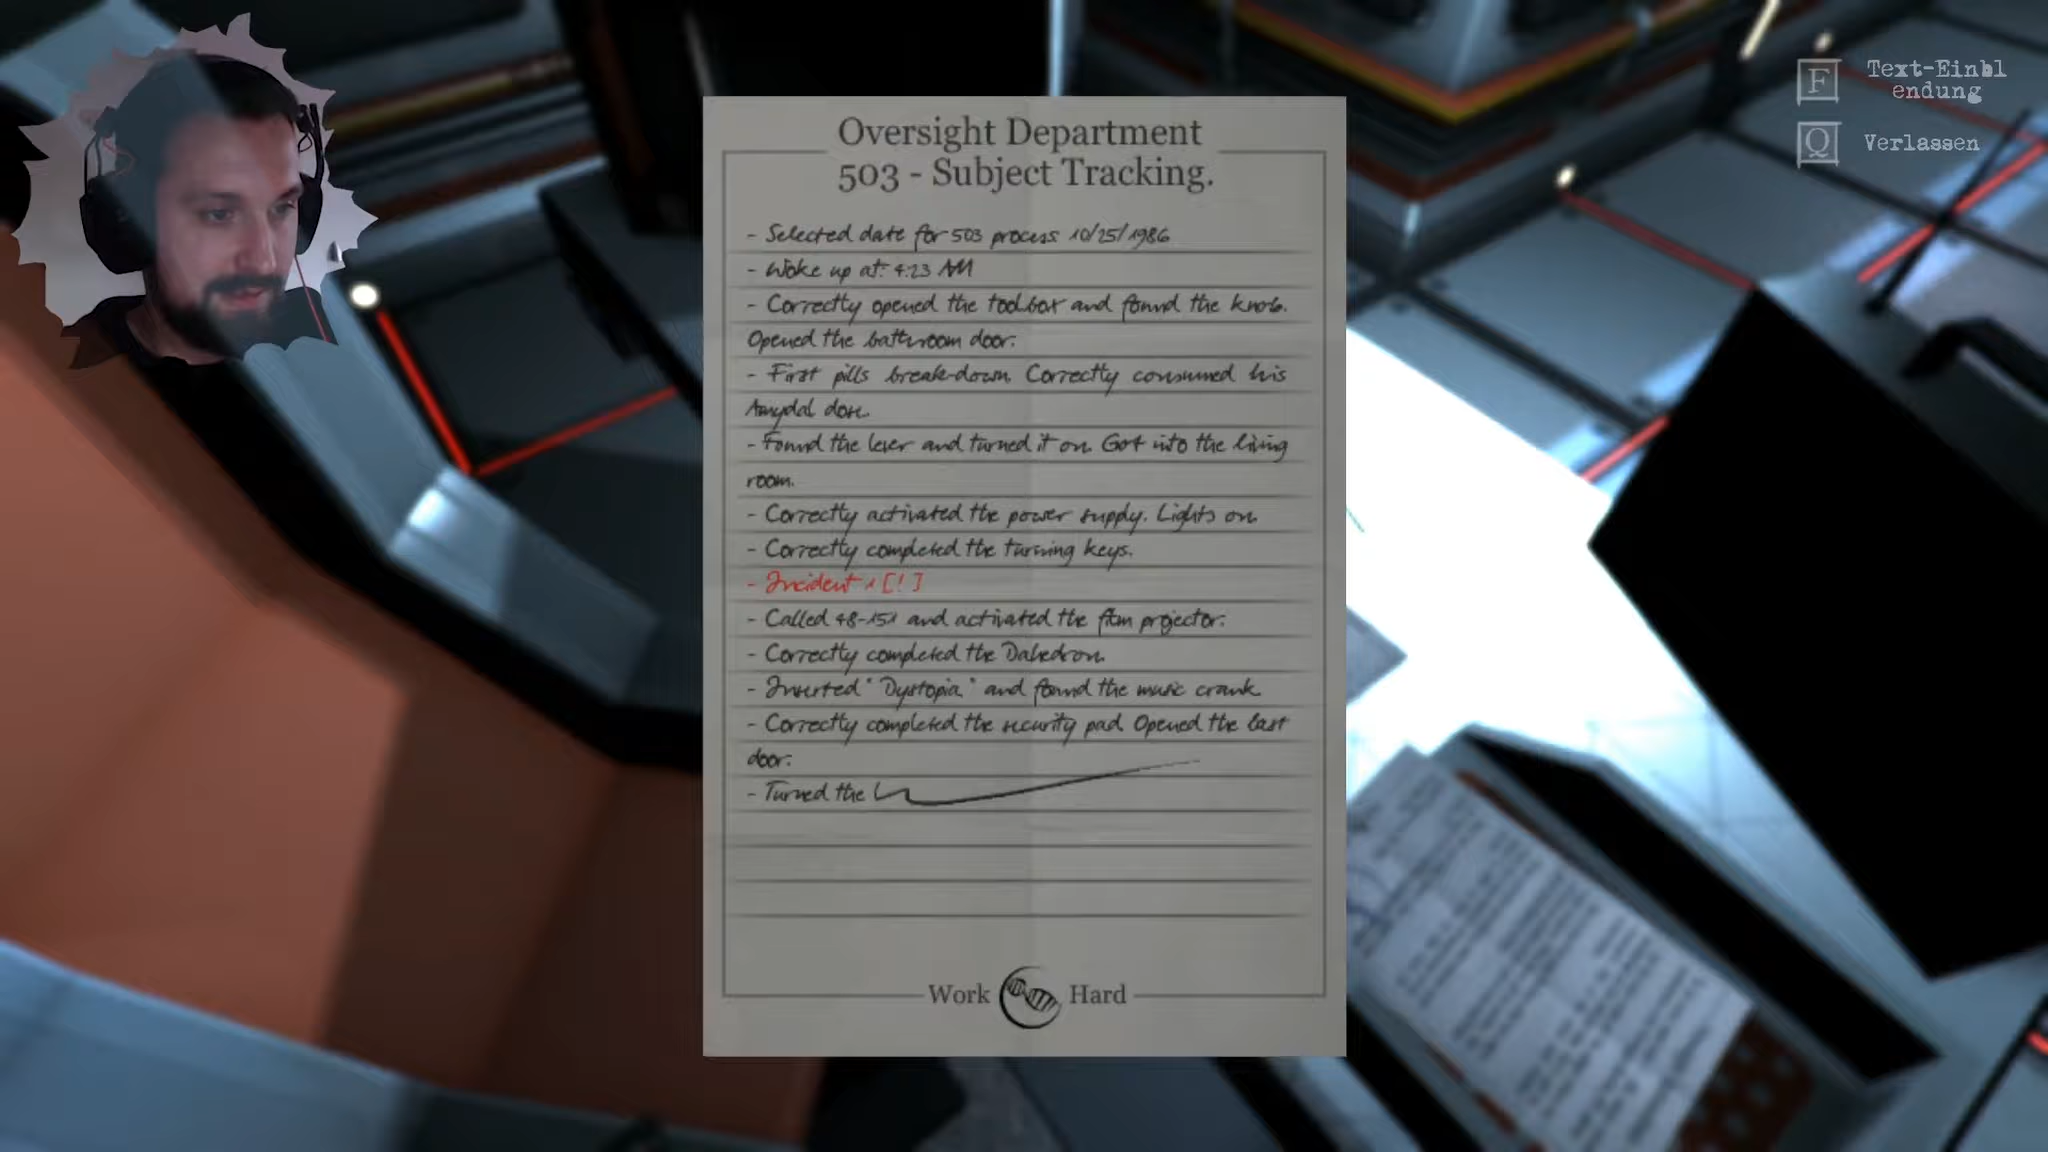 Oversight Department
503 - Subject Tracking.
- Selected date for 503 process 10/25/1986
- Woke up at: 4:23 AM
- Correctly opened the toolbox and found the knob.
Opened the bathroom door.
- First pills break-down. Correctly consumed his
Amydal dose.
- Found the lever and turned it on. Got into the living
room.
- Correctly activated the power supply. Lights on.
- Correctly completed the turning keys.
- Incident 1 [!]
- Called 48-151 and activated the film projector.
- Correctly completed the Daliedron.
- Inserted "Dystopia" and found the music crank.
- Correctly completed the security pad. Opened the last
door.
- Turned the
Work Hard
F Text-Einbl
endung
Q Verlassen